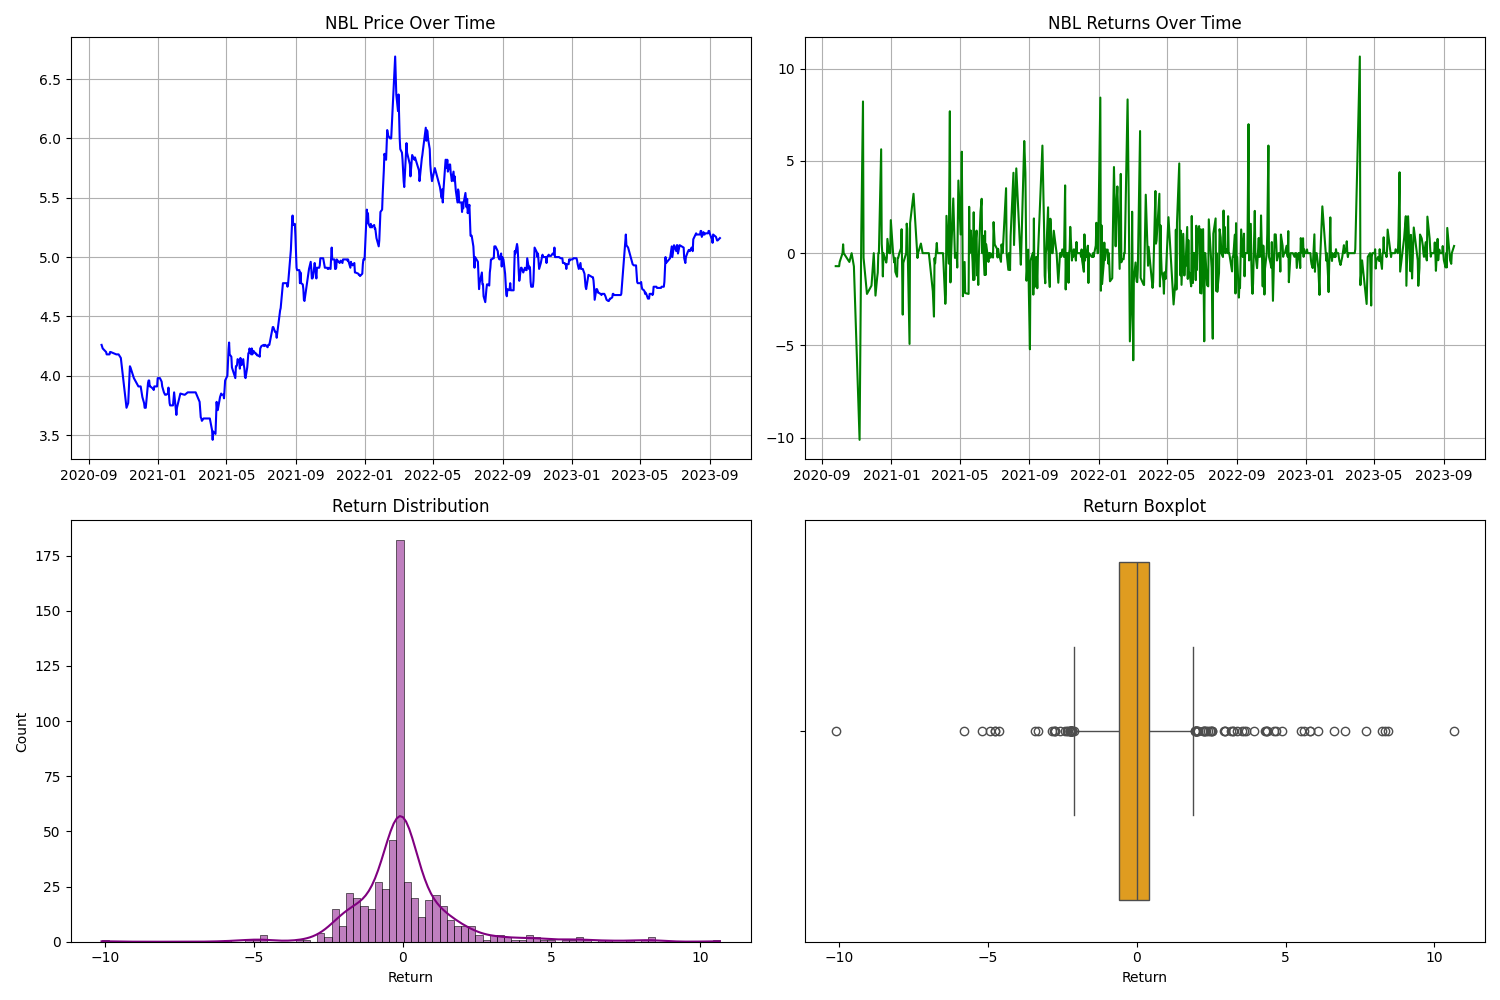 NBL Price Over Time
6.5
6.0
5.5
5.0
4.5
4.0
3.5
2020-09 2021-01 2021-05 2021-09 2022-01 2022-05 2022-09 2023-01 2023-05 2023-09
NBL Returns Over Time
10
5
0
−5
−10
2020-09 2021-01 2021-05 2021-09 2022-01 2022-05 2022-09 2023-01 2023-05 2023-09
Return Distribution
Count
175
150
125
100
75
50
25
0
−10 −5 0 5 10
Return
Return Boxplot
−10 −5 0 5 10
Return